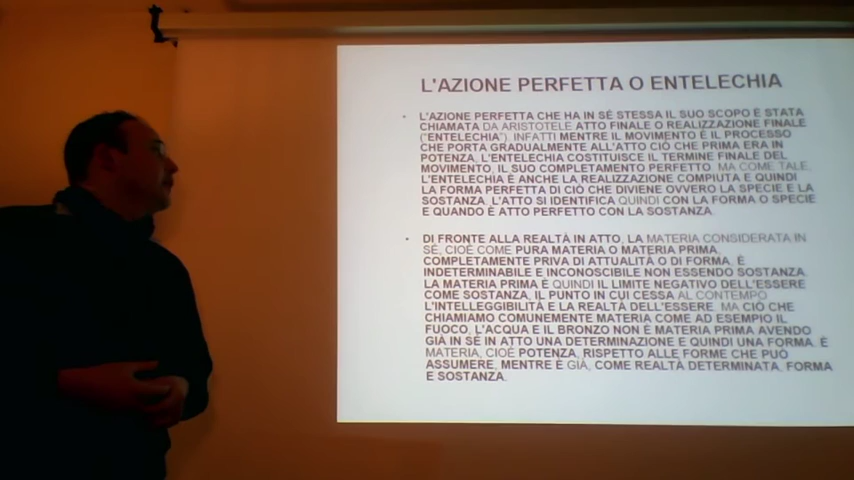 L'AZIONE PERFETTA O ENTELECHIA
L'AZIONE PERFETTA CHE HA IN SÉ STESSA IL SUO SCOPO È STATA
CHIAMATA DA ARISTOTELE ATTO FINALE O REALIZZAZIONE FINALE
("ENTELECHIA"). INFATTI MENTRE IL MOVIMENTO È IL PROCESSO
CHE PORTA GRADUALMENTE ALL'ATTO CIÒ CHE PRIMA ERA IN
POTENZA, L'ENTELECHIA COSTITUISCE IL TERMINE FINALE DEL
MOVIMENTO, IL SUO COMPLETAMENTO PERFETTO. MA COME TALE,
L'ENTELECHIA È ANCHE LA REALIZZAZIONE COMPIUTA E QUINDI
LA FORMA PERFETTA DI CIÒ CHE DIVIENE OVVERO LA SPECIE E LA
SOSTANZA. L'ATTO SI IDENTIFICA QUINDI CON LA FORMA O SPECIE
E QUANDO È ATTO PERFETTO CON LA SOSTANZA.
DI FRONTE ALLA REALTÀ IN ATTO, LA MATERIA CONSIDERATA IN
SÉ, CIOÈ COME PURA MATERIA O MATERIA PRIMA,
COMPLETAMENTE PRIVA DI ATTUALITÀ O DI FORMA, È
INDETERMINABILE E INCONOSCIBILE NON ESSENDO SOSTANZA.
LA MATERIA PRIMA È QUINDI IL LIMITE NEGATIVO DELL'ESSERE
COME SOSTANZA, IL PUNTO IN CUI CESSA AL CONTEMPO
L'INTELLEGIBILITÀ E LA REALTÀ DELL'ESSERE. MA CIÒ CHE
CHIAMIAMO COMUNEMENTE MATERIA COME AD ESEMPIO IL
FUOCO, L'ACQUA E IL BRONZO NON È MATERIA PRIMA AVENDO
GIÀ IN SÉ IN ATTO UNA DETERMINAZIONE E QUINDI UNA FORMA. È
MATERIA, CIOÈ POTENZA, RISPETTO ALLE FORME CHE PUÒ
ASSUMERE, MENTRE È GIÀ, COME REALTÀ DETERMINATA, FORMA
E SOSTANZA.